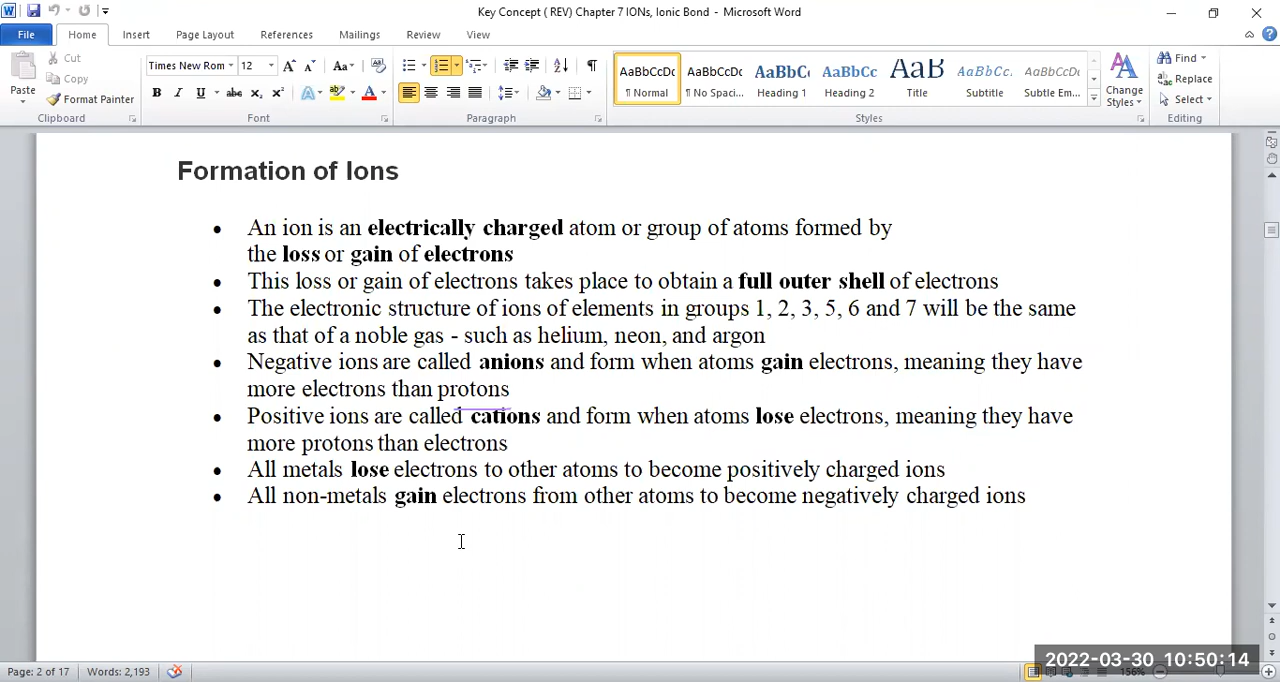 Key Concept ( REV) Chapter 7 IONs, Ionic Bond - Microsoft Word
File Home Insert Page Layout References Mailings Review View
Cut
Copy
Paste
Format Painter
Clipboard
Times New Rom 12
Font
Paragraph
AaBbCcDc AaBbCcDc AaBbC AaBbCc AaB AaBbCc. AaBbCcDc
¶ Normal ¶ No Spaci... Heading 1 Heading 2 Title Subtitle Subtle Em...
Styles
Change
Styles
Find
Replace
Select
Editing
Formation of Ions
• An ion is an electrically charged atom or group of atoms formed by
the loss or gain of electrons
• This loss or gain of electrons takes place to obtain a full outer shell of electrons
• The electronic structure of ions of elements in groups 1, 2, 3, 5, 6 and 7 will be the same
as that of a noble gas - such as helium, neon, and argon
• Negative ions are called anions and form when atoms gain electrons, meaning they have
more electrons than protons
• Positive ions are called cations and form when atoms lose electrons, meaning they have
more protons than electrons
• All metals lose electrons to other atoms to become positively charged ions
• All non-metals gain electrons from other atoms to become negatively charged ions
Page: 2 of 17 Words: 2,193
156%
2022-03-30 10:50:14